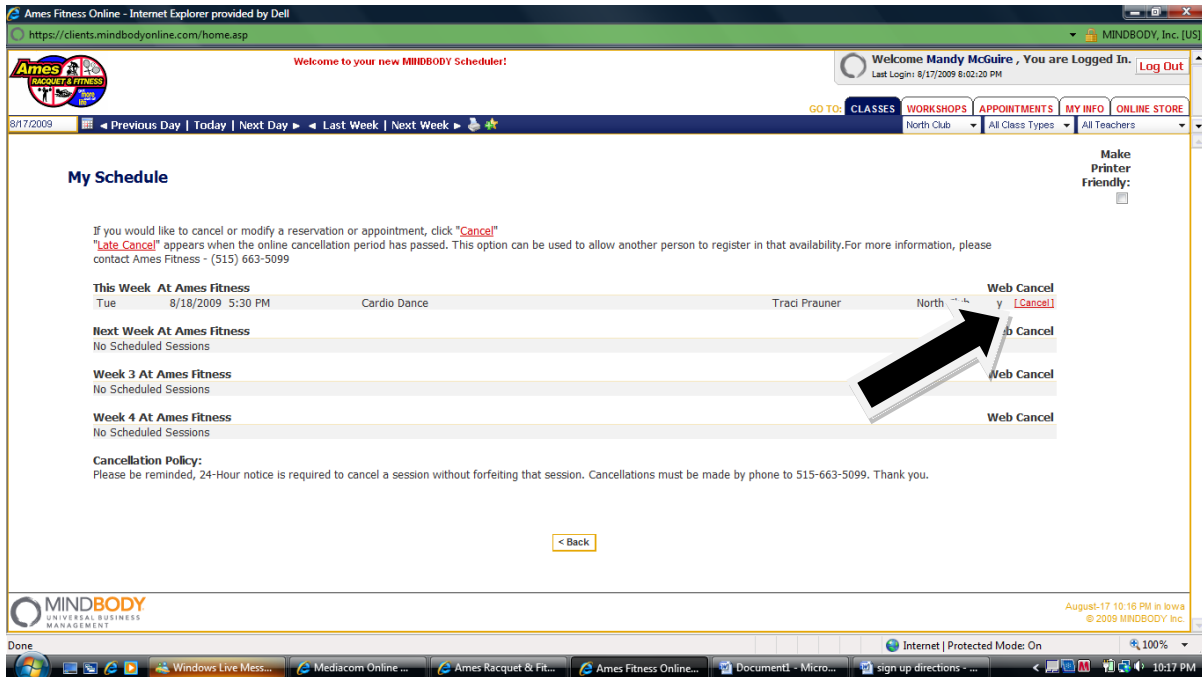 Ames Fitness Online - Internet Explorer provided by Dell
https://clients.mindbodyonline.com/home.asp
MINDBODY, Inc. [US]
Ames
RACQUET & FITNESS
more
life
Welcome to your new MINDBODY Scheduler!
Welcome Mandy McGuire , You are Logged In.
Last Login: 8/17/2009 8:02:20 PM
Log Out
GO TO: CLASSES WORKSHOPS APPOINTMENTS MY INFO ONLINE STORE
8/17/2009 ◄ Previous Day | Today | Next Day ► ◄ Last Week | Next Week ► North Club All Class Types All Teachers
Make
Printer
Friendly:
My Schedule
If you would like to cancel or modify a reservation or appointment, click "Cancel"
"Late Cancel" appears when the online cancellation period has passed. This option can be used to allow another person to register in that availability.For more information, please
contact Ames Fitness - (515) 663-5099
This Week At Ames Fitness Web Cancel
Tue 8/18/2009 5:30 PM Cardio Dance Traci Prauner North y [Cancel]
Next Week At Ames Fitness Web Cancel
No Scheduled Sessions
Week 3 At Ames Fitness Web Cancel
No Scheduled Sessions
Week 4 At Ames Fitness Web Cancel
No Scheduled Sessions
Cancellation Policy:
Please be reminded, 24-Hour notice is required to cancel a session without forfeiting that session. Cancellations must be made by phone to 515-663-5099. Thank you.
< Back
MINDBODY
UNIVERSAL BUSINESS
MANAGEMENT
August-17 10:16 PM in Iowa
© 2009 MINDBODY Inc.
Done Internet | Protected Mode: On 100%
Windows Live Mess... Mediacom Online ... Ames Racquet & Fit... Ames Fitness Online... Document1 - Micro... sign up directions - ... 10:17 PM